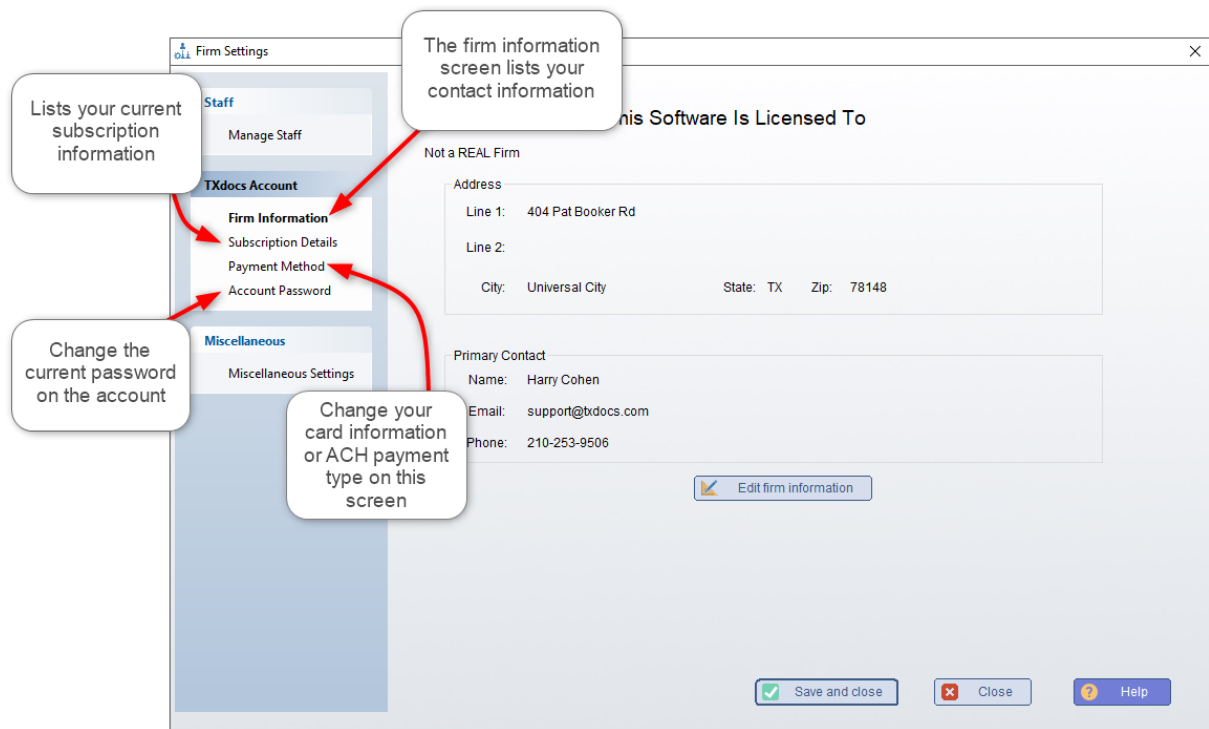 Firm Settings
The firm information
screen lists your
contact information
Lists your current
subscription
information
Staff
Manage Staff
TXdocs Account
Firm Information
Subscription Details
Payment Method
Account Password
Change the
current password
on the account
Miscellaneous
Miscellaneous Settings
Change your
card information
or ACH payment
type on this
screen
his Software Is Licensed To
Not a REAL Firm
Address
Line 1: 404 Pat Booker Rd
Line 2:
City: Universal City State: TX Zip: 78148
Primary Contact
Name: Harry Cohen
Email: support@txdocs.com
Phone: 210-253-9506
Edit firm information
Save and close Close Help